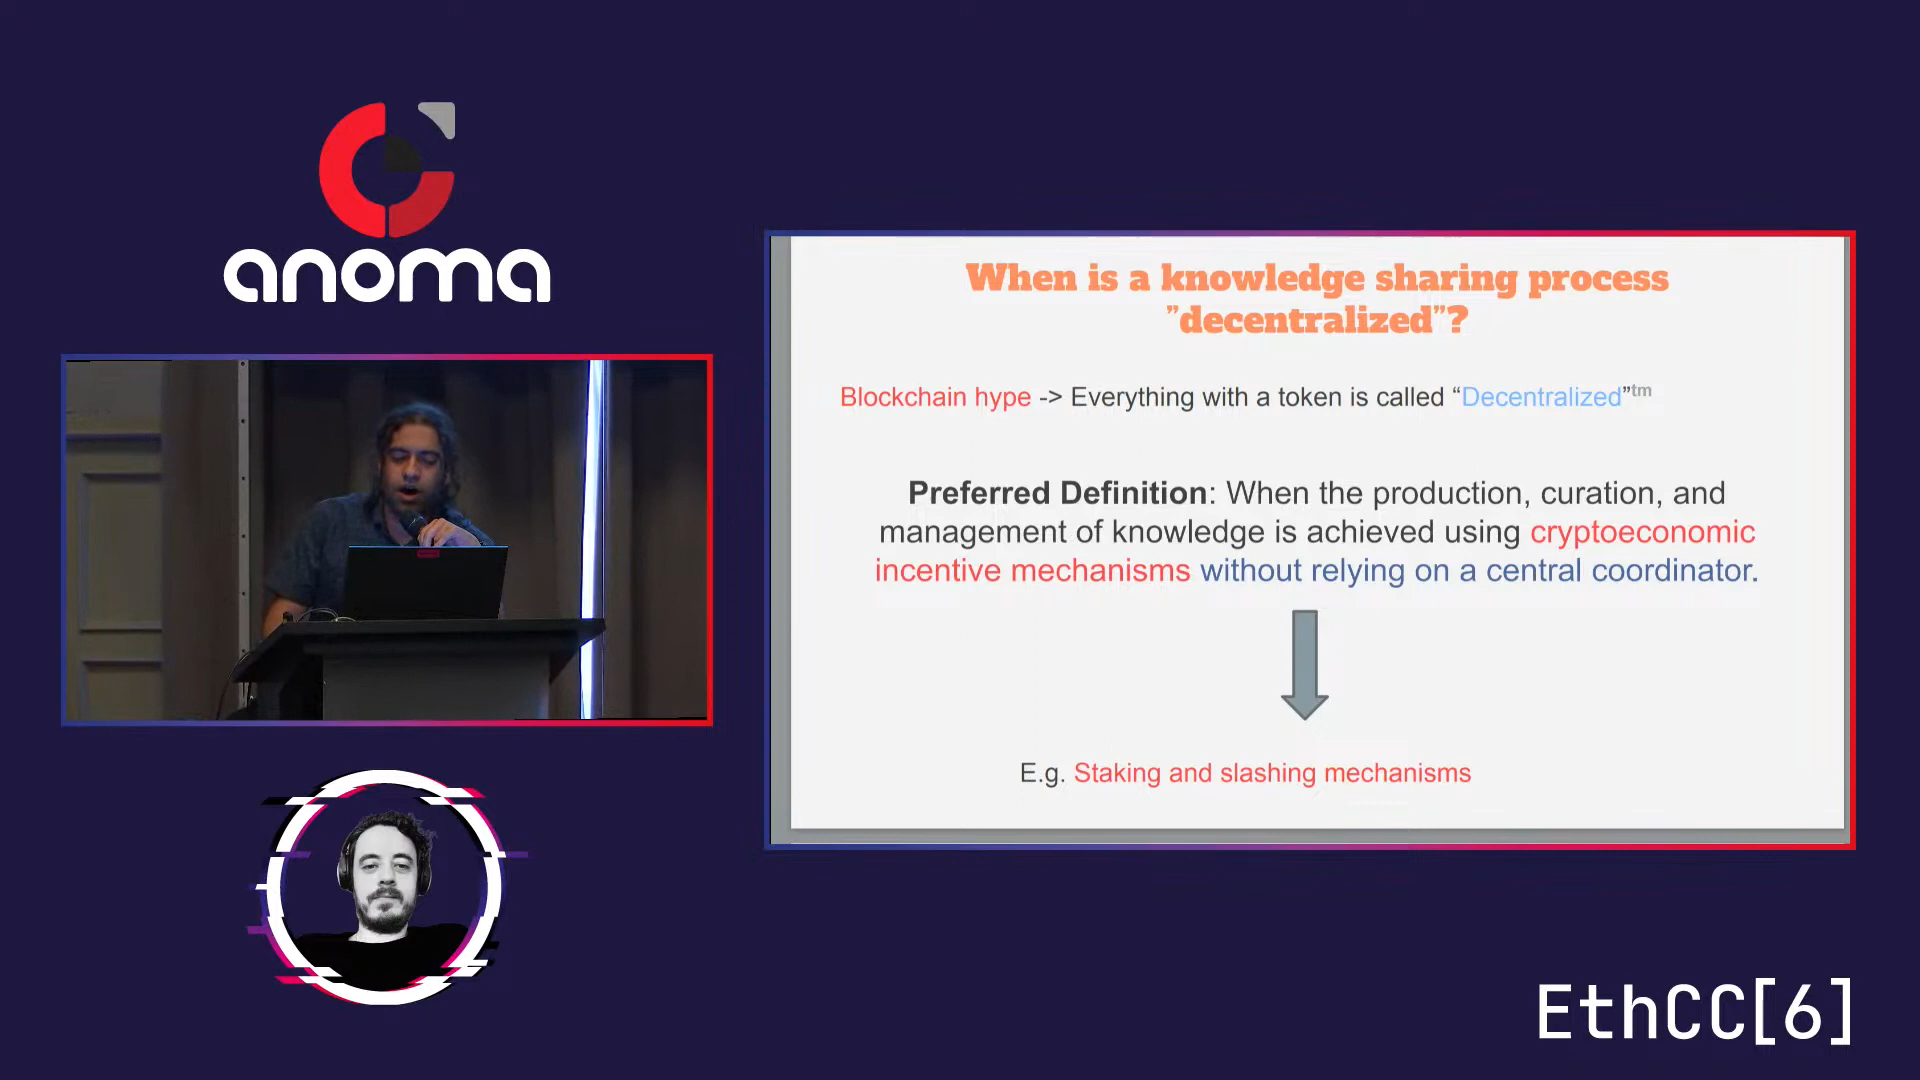 anoma
When is a knowledge sharing process
"decentralized"?
Blockchain hype -> Everything with a token is called “Decentralized”tm
Preferred Definition: When the production, curation, and
management of knowledge is achieved using cryptoeconomic
incentive mechanisms without relying on a central coordinator.
E.g. Staking and slashing mechanisms
EthCC[6]